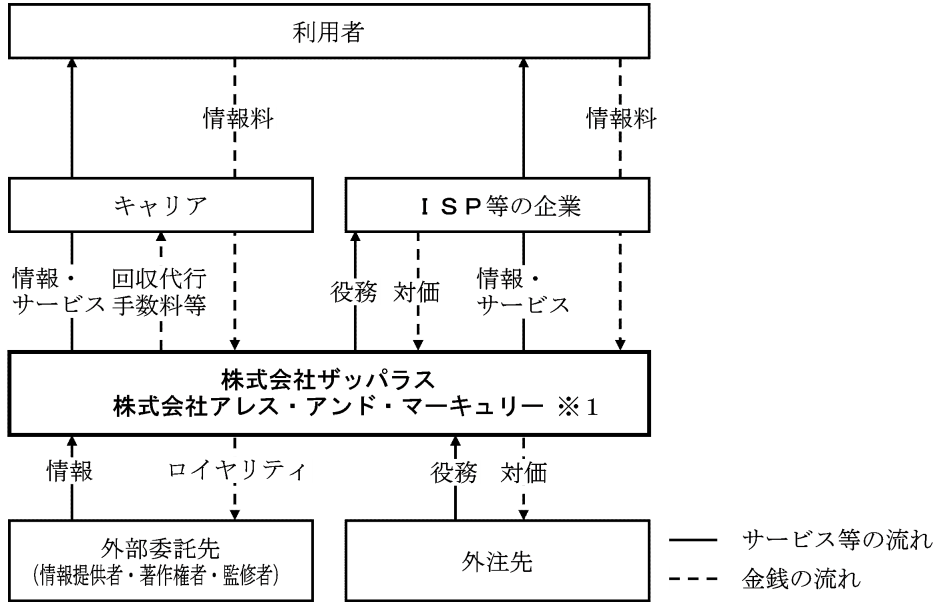 利用者
情報料
情報料
キャリア
ＩＳＰ等の企業
情報・
サービス
回収代行
手数料等
役務
対価
情報・
サービス
株式会社ザッパラス
株式会社アレス・アンド・マーキュリー ※1
情報
ロイヤリティ
役務
対価
外部委託先
(情報提供者・著作権者・監修者)
外注先
サービス等の流れ
金銭の流れ